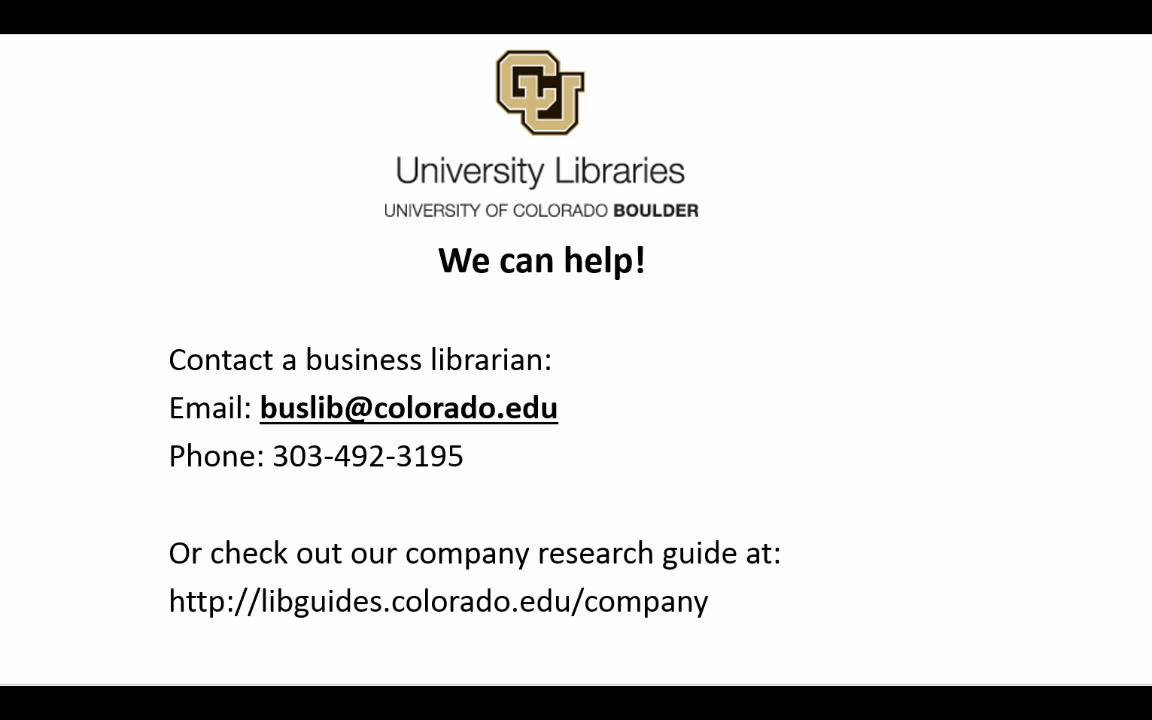 CU
University Libraries
UNIVERSITY OF COLORADO BOULDER
We can help!
Contact a business librarian:
Email: buslib@colorado.edu
Phone: 303-492-3195
Or check out our company research guide at:
http://libguides.colorado.edu/company